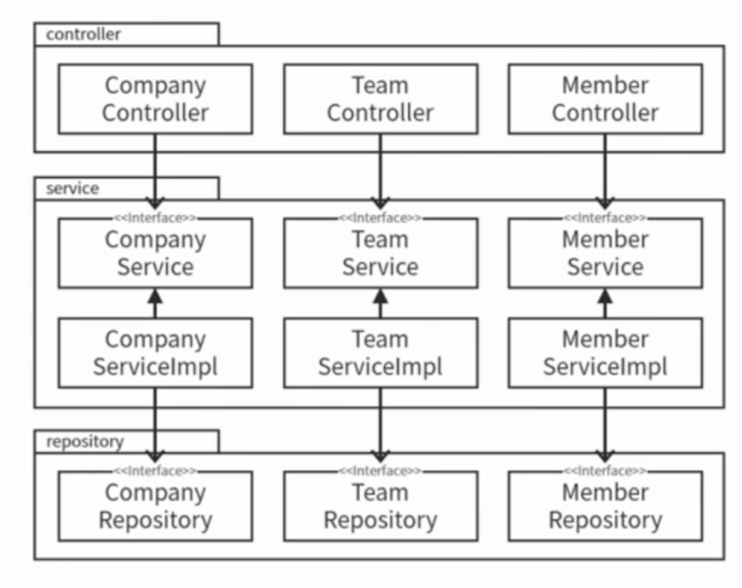 controller
Company
Controller
Team
Controller
Member
Controller
service
<<Interface>>
Company
Service
<<Interface>>
Team
Service
<<Interface>>
Member
Service
Company
ServiceImpl
Team
ServiceImpl
Member
ServiceImpl
repository
<<Interface>>
Company
Repository
<<Interface>>
Team
Repository
<<Interface>>
Member
Repository